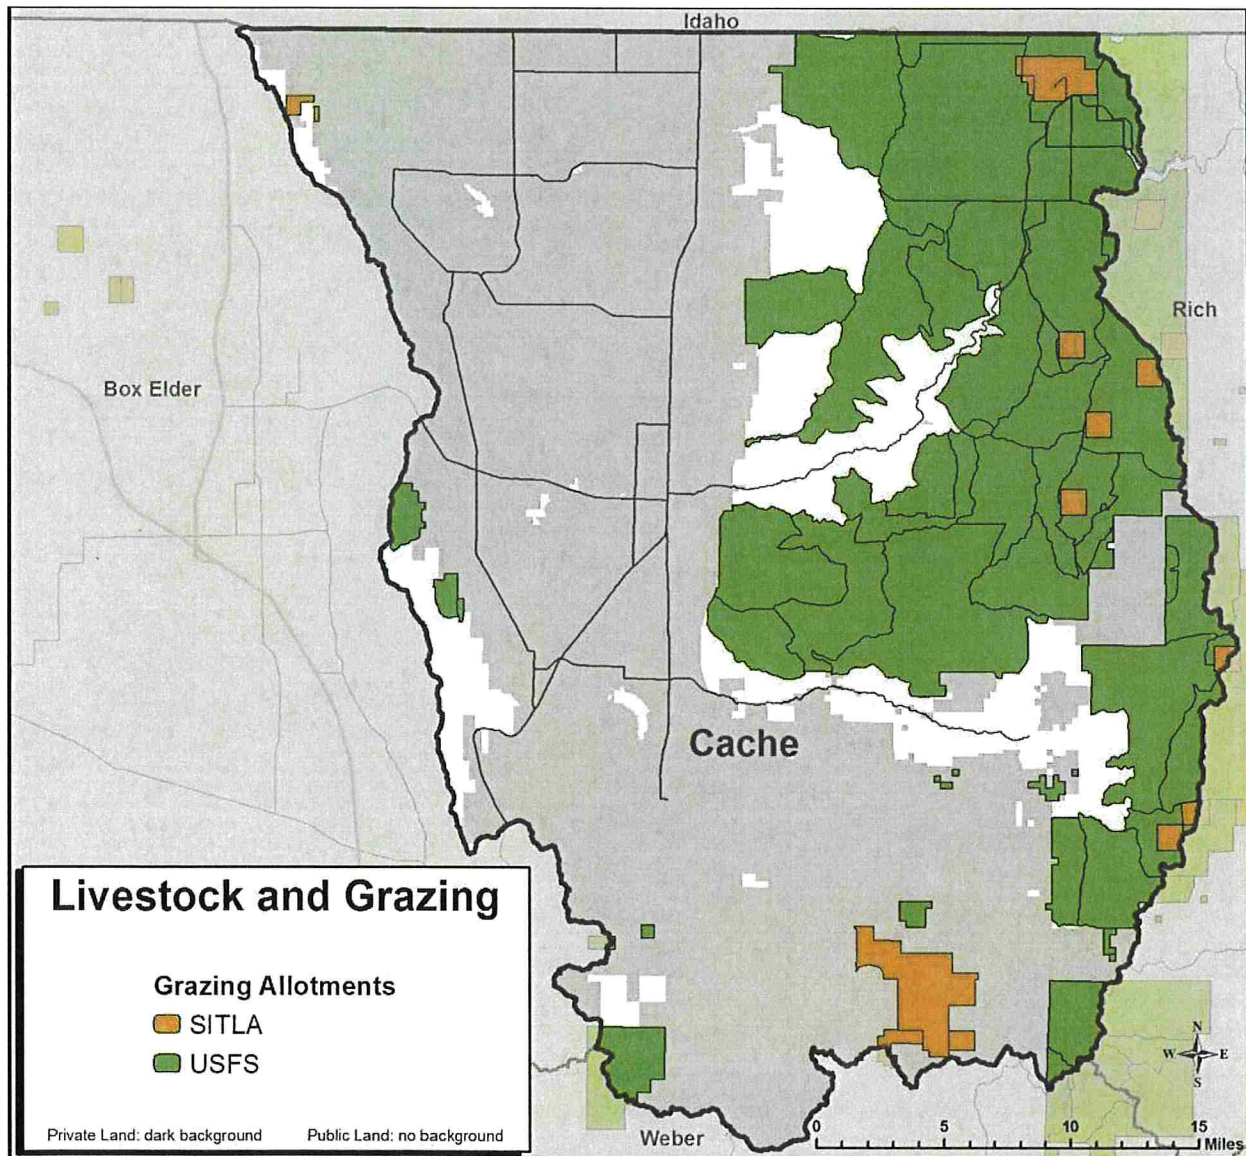 Idaho
Rich
Box Elder
Cache
Livestock and Grazing
Grazing Allotments
SITLA
USFS
Private Land: dark background Public Land: no background
Weber
N
W E
S
0 5 10 15
Miles